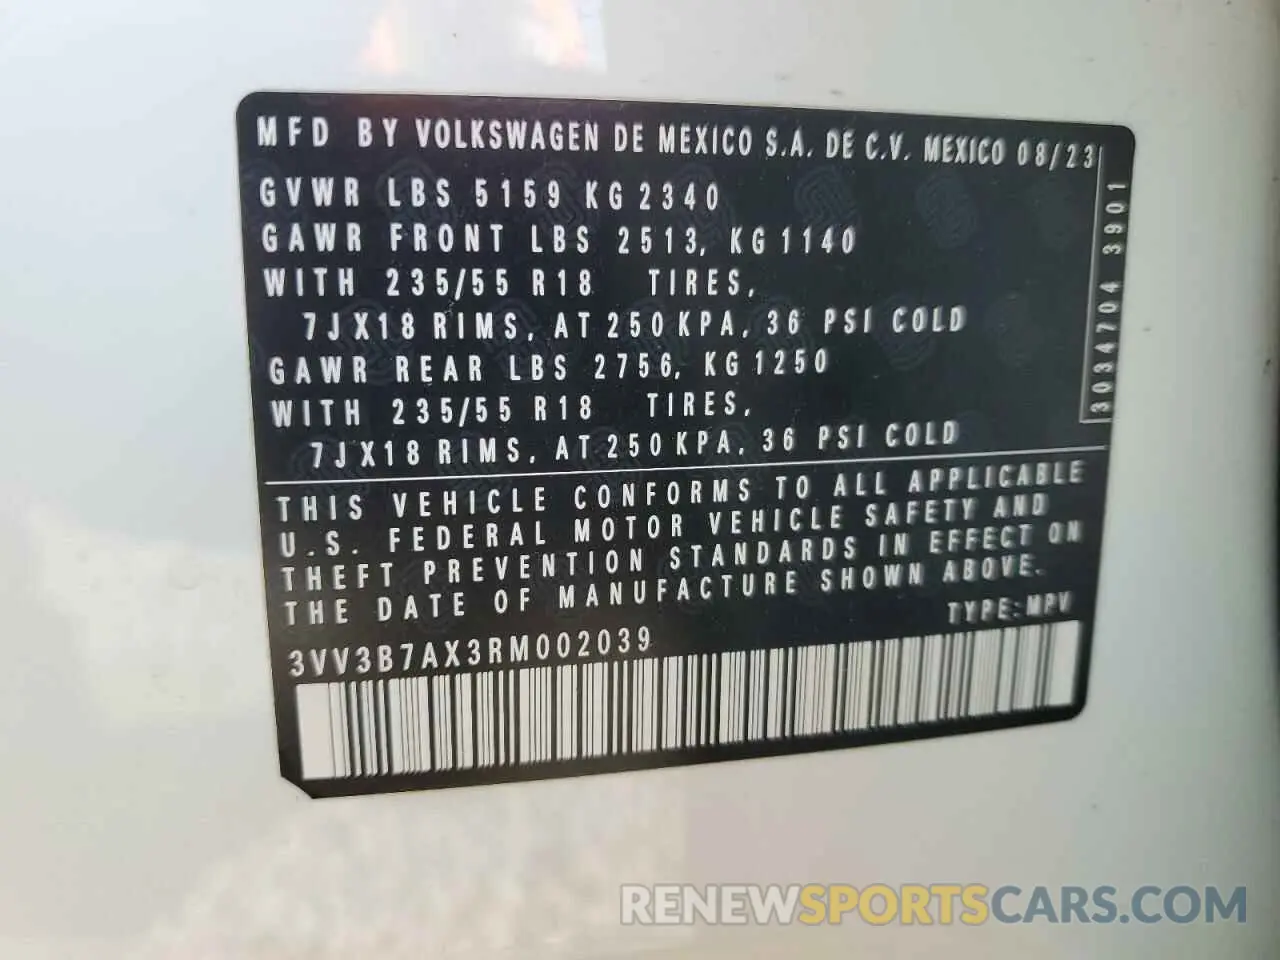 MFD BY VOLKSWAGEN DE MEXICO S.A. DE C.V. MEXICO 08/23
GVWR LBS 5159 KG 2340
GAWR FRONT LBS 2513, KG 1140
WITH 235/55 R18 TIRES,
7JX18 RIMS, AT 250 KPA, 36 PSI COLD
GAWR REAR LBS 2756, KG 1250
WITH 235/55 R18 TIRES,
7JX18 RIMS, AT 250 KPA, 36 PSI COLD
3034704 3901
THIS VEHICLE CONFORMS TO ALL APPLICABLE
U.S. FEDERAL MOTOR VEHICLE SAFETY AND
THEFT PREVENTION STANDARDS IN EFFECT ON
THE DATE OF MANUFACTURE SHOWN ABOVE.
TYPE:MPV
3VV3B7AX3RM002039
RENEWSPORTSCARS.COM